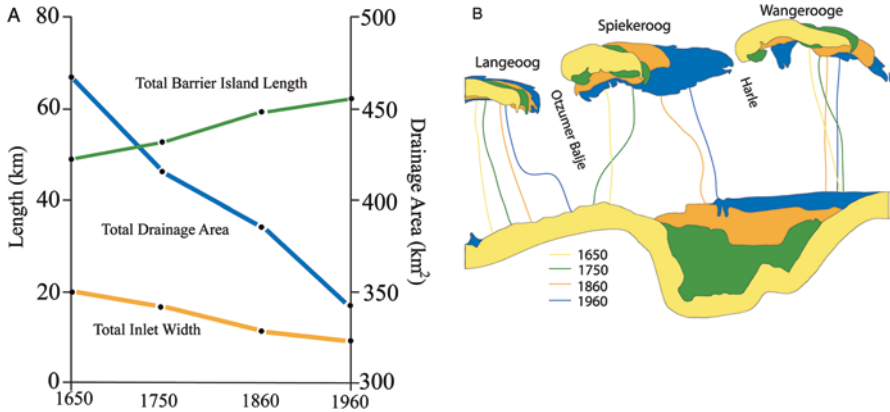 A
Length (km)
80
60
40
20
0
Total Barrier Island Length
Total Drainage Area
Total Inlet Width
1650
1750
1860
1960
500
450
400
350
300
Drainage Area (km2)
B
Langeoog
Spiekeroog
Wangerooge
Otzumer Balje
Harle
1650
1750
1860
1960